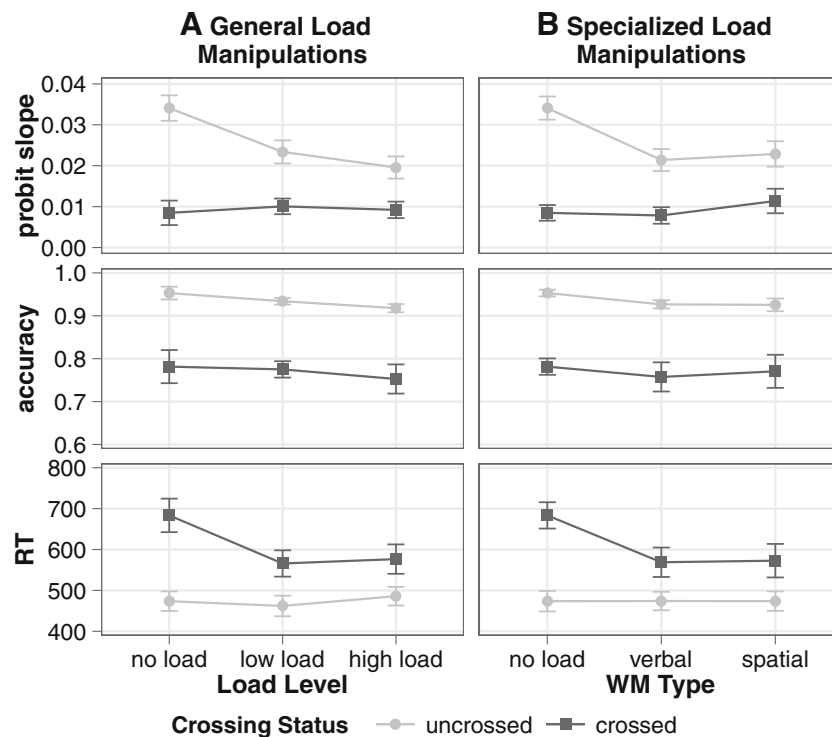 A General Load
Manipulations
B Specialized Load
Manipulations
probit slope
0.04
0.03
0.02
0.01
0.00
accuracy
1.0
0.9
0.8
0.7
0.6
RT
800
700
600
500
400
no load low load high load
Load Level
no load verbal spatial
WM Type
Crossing Status uncrossed crossed